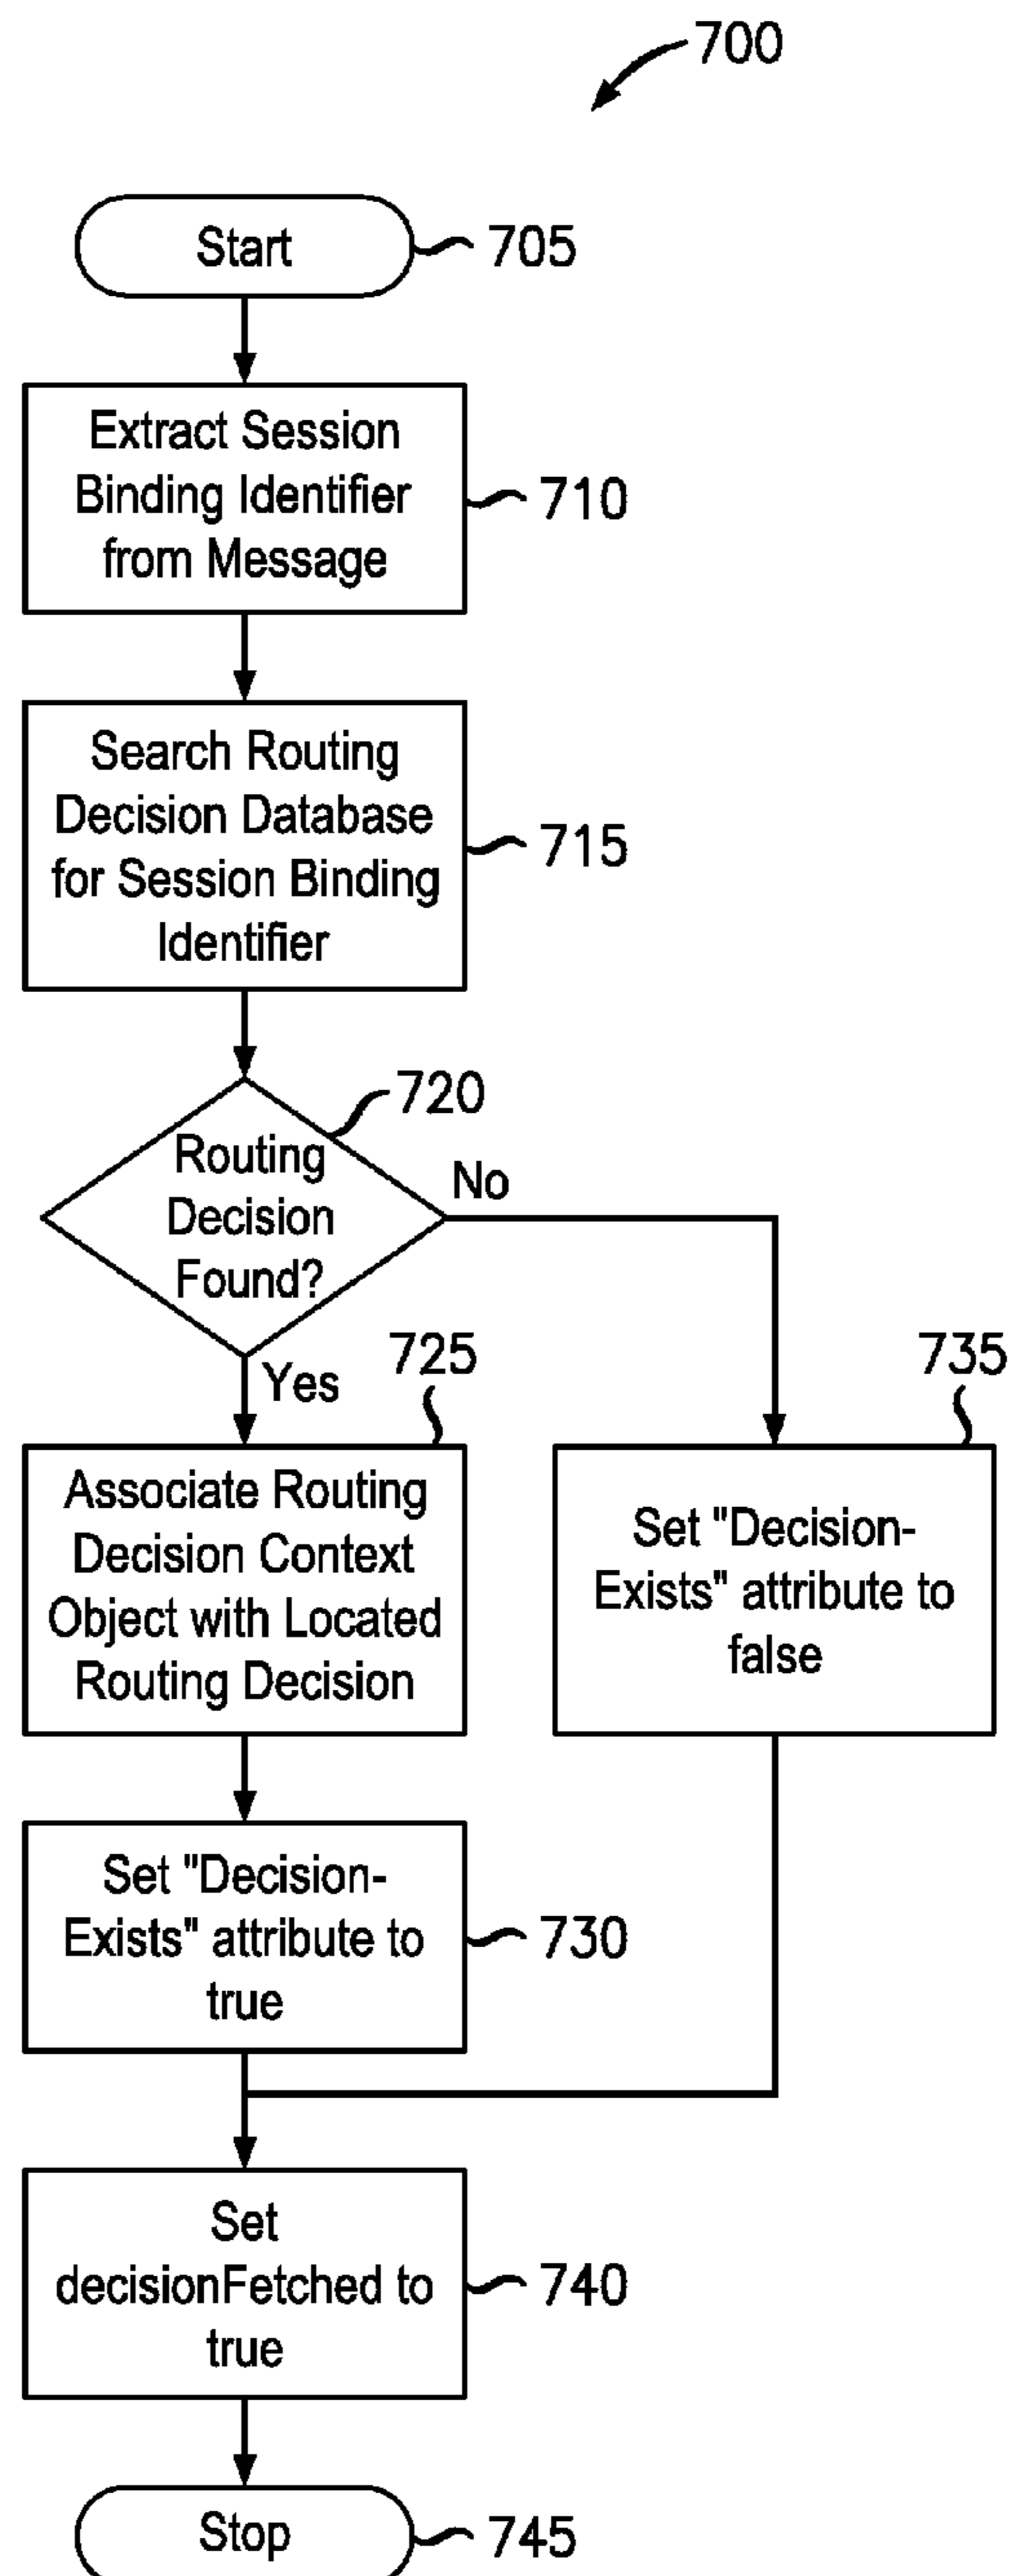 700
Start
705
Extract Session
Binding Identifier
from Message
710
Search Routing
Decision Database
for Session Binding
Identifier
715
720
Routing
Decision
Found?
No
Yes
725
735
Associate Routing
Decision Context
Object with Located
Routing Decision
Set "Decision-
Exists" attribute to
false
Set "Decision-
Exists" attribute to
true
730
Set
decisionFetched to
true
740
Stop
745